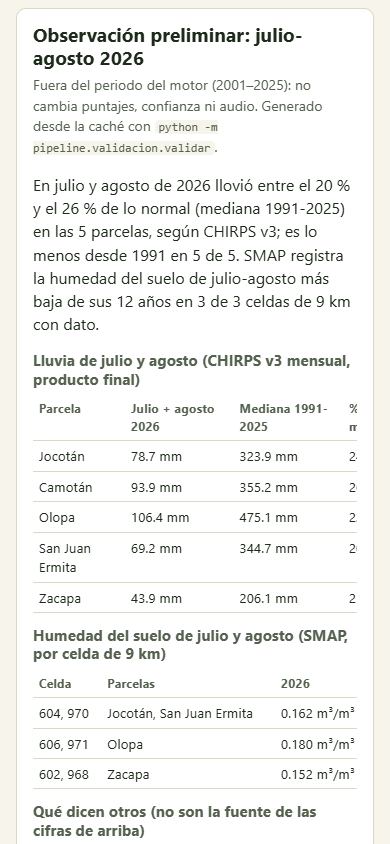 Observación preliminar: julio-
agosto 2026
Fuera del periodo del motor (2001–2025): no
cambia puntajes, confianza ni audio. Generado
desde la caché con python -m
pipeline.validacion.validar.
En julio y agosto de 2026 llovió entre el 20 %
y el 26 % de lo normal (mediana 1991-2025)
en las 5 parcelas, según CHIRPS v3; es lo
menos desde 1991 en 5 de 5. SMAP registra
la humedad del suelo de julio-agosto más
baja de sus 12 años en 3 de 3 celdas de 9 km
con dato.
Lluvia de julio y agosto (CHIRPS v3 mensual,
producto final)
Parcela Julio + agosto 2026 Mediana 1991-2025 %
Jocotán 78.7 mm 323.9 mm
Camotán 93.9 mm 355.2 mm
Olopa 106.4 mm 475.1 mm
San Juan Ermita 69.2 mm 344.7 mm
Zacapa 43.9 mm 206.1 mm
Humedad del suelo de julio y agosto (SMAP,
por celda de 9 km)
Celda Parcelas 2026
604, 970 Jocotán, San Juan Ermita 0.162 m³/m³
606, 971 Olopa 0.180 m³/m³
602, 968 Zacapa 0.152 m³/m³
Qué dicen otros (no son la fuente de las
cifras de arriba)